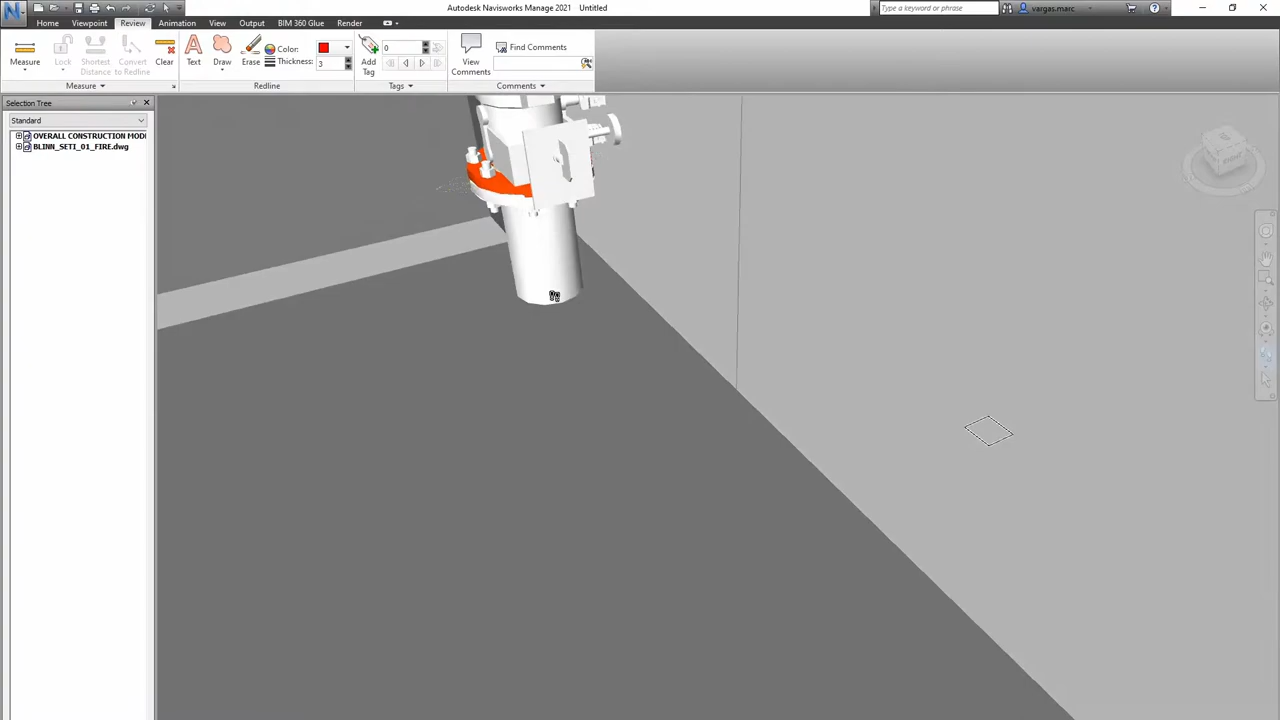 Autodesk Navisworks Manage 2021 Untitled
Type a keyword or phrase
vargas.marc
Home Viewpoint Review Animation View Output BIM 360 Glue Render
Measure
Lock
Shortest
Distance
Convert
to Redline
Clear
Text
Draw
Erase
Color:
Thickness: 3
Add
Tag
0
View
Comments
Find Comments
Measure
Redline
Tags
Comments
Selection Tree
Standard
OVERALL CONSTRUCTION MOD
BLINN_SETI_01_FIRE.dwg